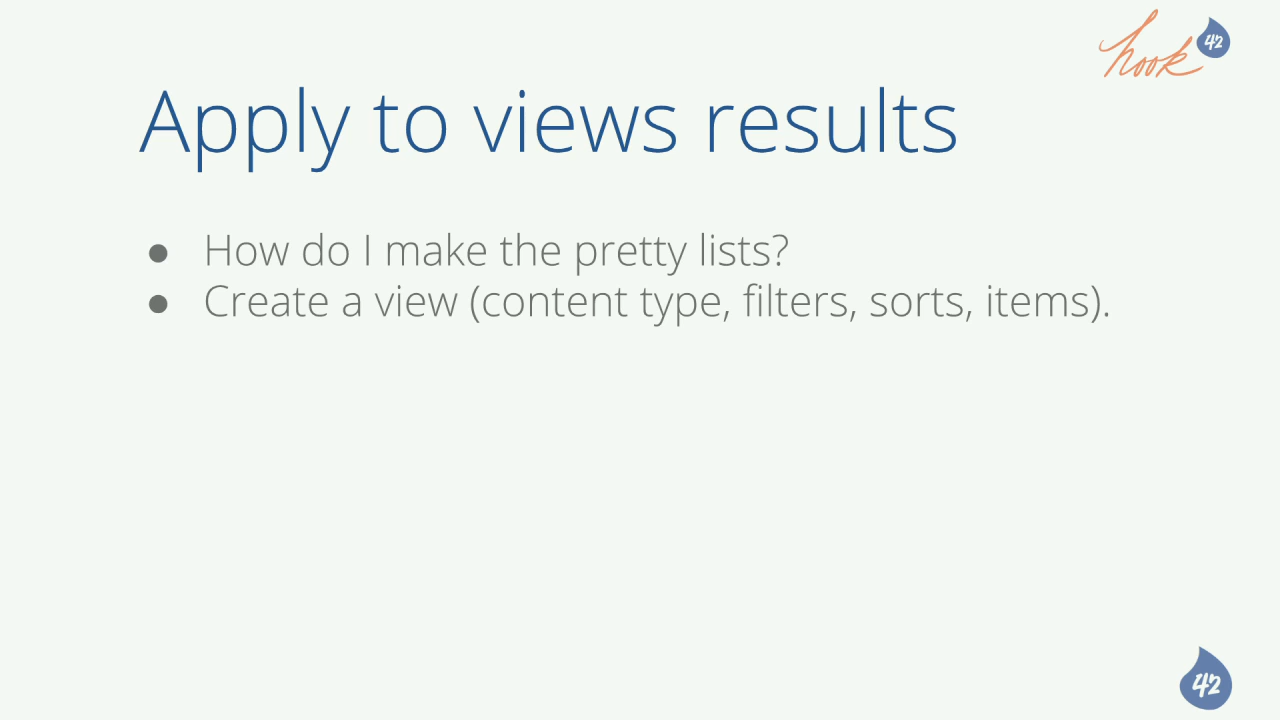 hook 42
Apply to views results
● How do I make the pretty lists?
● Create a view (content type, filters, sorts, items).
42